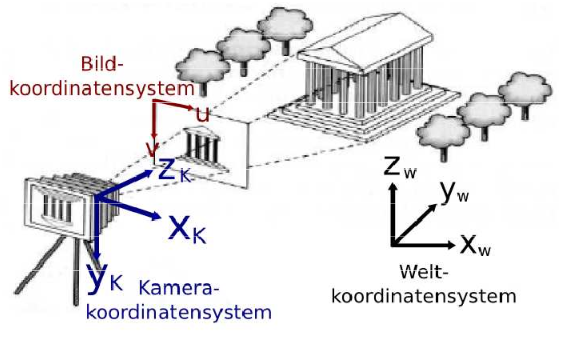 Bild-
koordinatensystem
u
v
z_K
x_K
y_K
Kamera-
koordinatensystem
z_w
y_w
x_w
Welt-
koordinatensystem